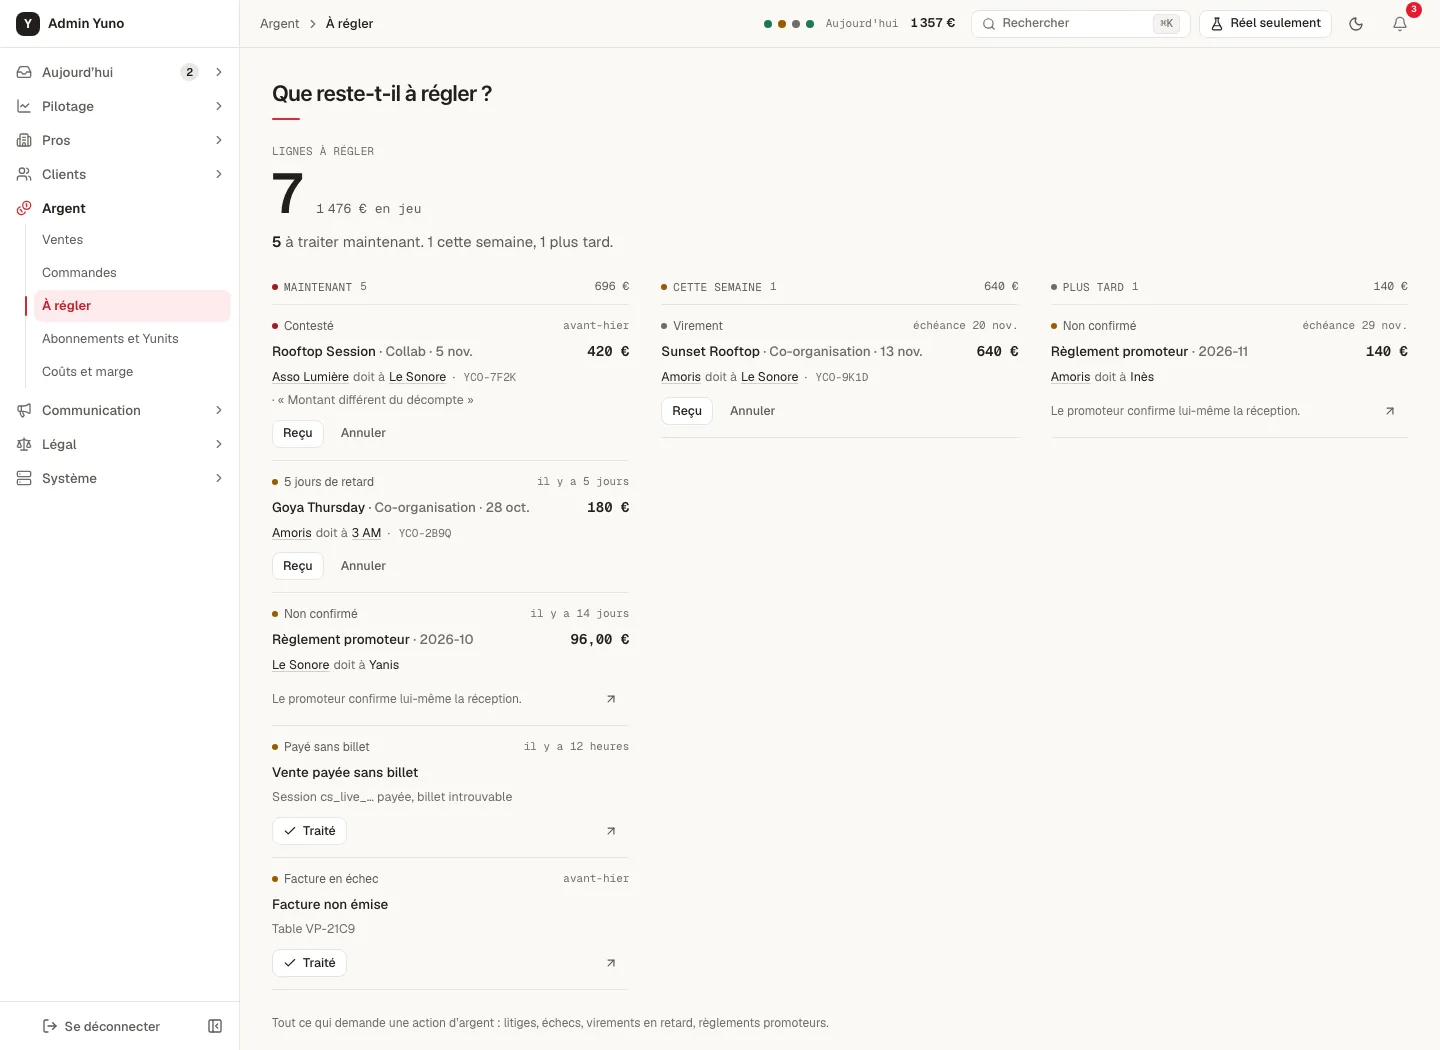 Y Admin Yuno
Aujourd'hui 2
Pilotage
Pros
Clients
Argent
Ventes
Commandes
À régler
Abonnements et Yunits
Coûts et marge
Communication
Légal
Système
Se déconnecter
Argent > À régler
Aujourd'hui 1 357 €
Rechercher ⌘K
Réel seulement
3
Que reste-t-il à régler ?
LIGNES À RÉGLER
7 1 476 € en jeu
5 à traiter maintenant. 1 cette semaine, 1 plus tard.
MAINTENANT 5 696 €
Contesté avant-hier
Rooftop Session · Collab · 5 nov. 420 €
Asso Lumière doit à Le Sonore · YCO-7F2K
· « Montant différent du décompte »
Reçu Annuler
5 jours de retard il y a 5 jours
Goya Thursday · Co-organisation · 28 oct. 180 €
Amoris doit à 3 AM · YCO-2B9Q
Reçu Annuler
Non confirmé il y a 14 jours
Règlement promoteur · 2026-10 96,00 €
Le Sonore doit à Yanis
Le promoteur confirme lui-même la réception.
Payé sans billet il y a 12 heures
Vente payée sans billet
Session cs_live_… payée, billet introuvable
Traité
Facture en échec avant-hier
Facture non émise
Table VP-21C9
Traité
CETTE SEMAINE 1 640 €
Virement échéance 20 nov.
Sunset Rooftop · Co-organisation · 13 nov. 640 €
Amoris doit à Le Sonore · YCO-9K1D
Reçu Annuler
PLUS TARD 1 140 €
Non confirmé échéance 29 nov.
Règlement promoteur · 2026-11 140 €
Amoris doit à Inès
Le promoteur confirme lui-même la réception.
Tout ce qui demande une action d'argent : litiges, échecs, virements en retard, règlements promoteurs.